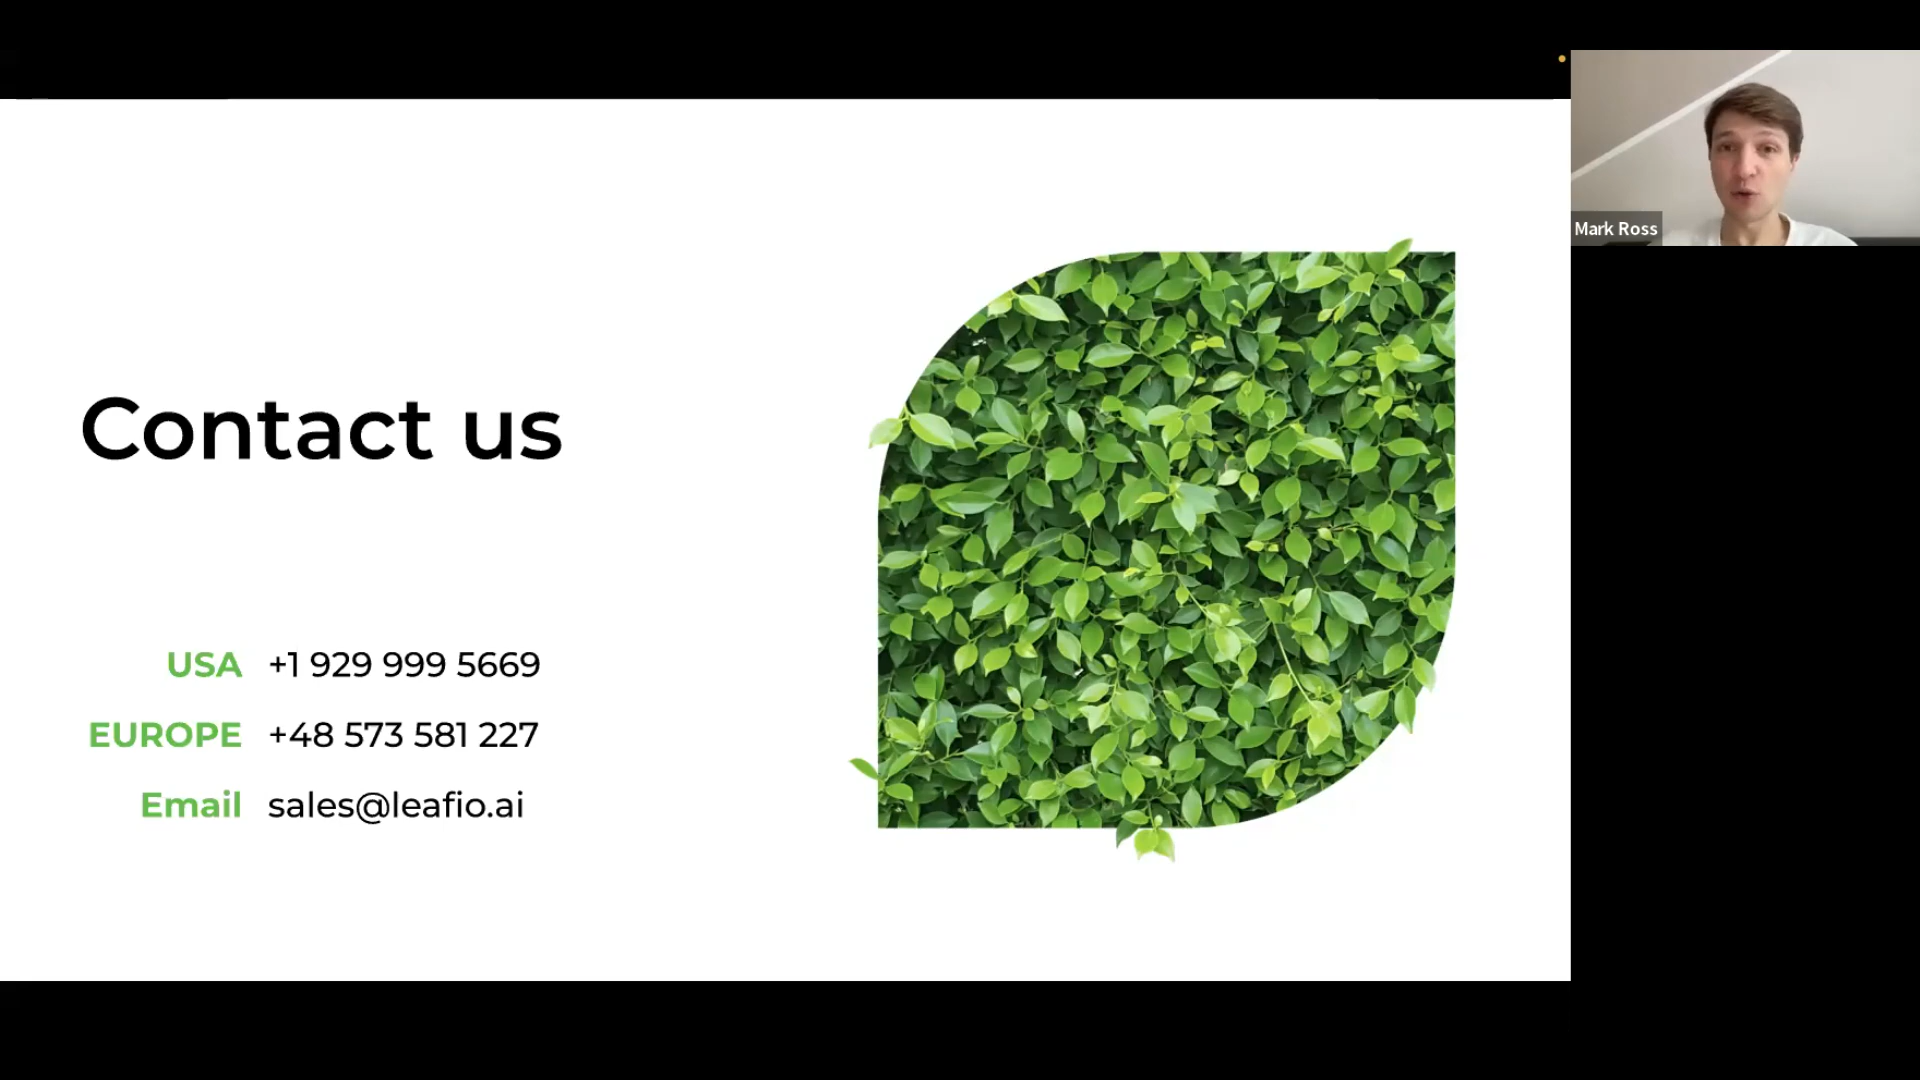 Contact us
USA +1 929 999 5669
EUROPE +48 573 581 227
Email sales@leafio.ai
Mark Ross